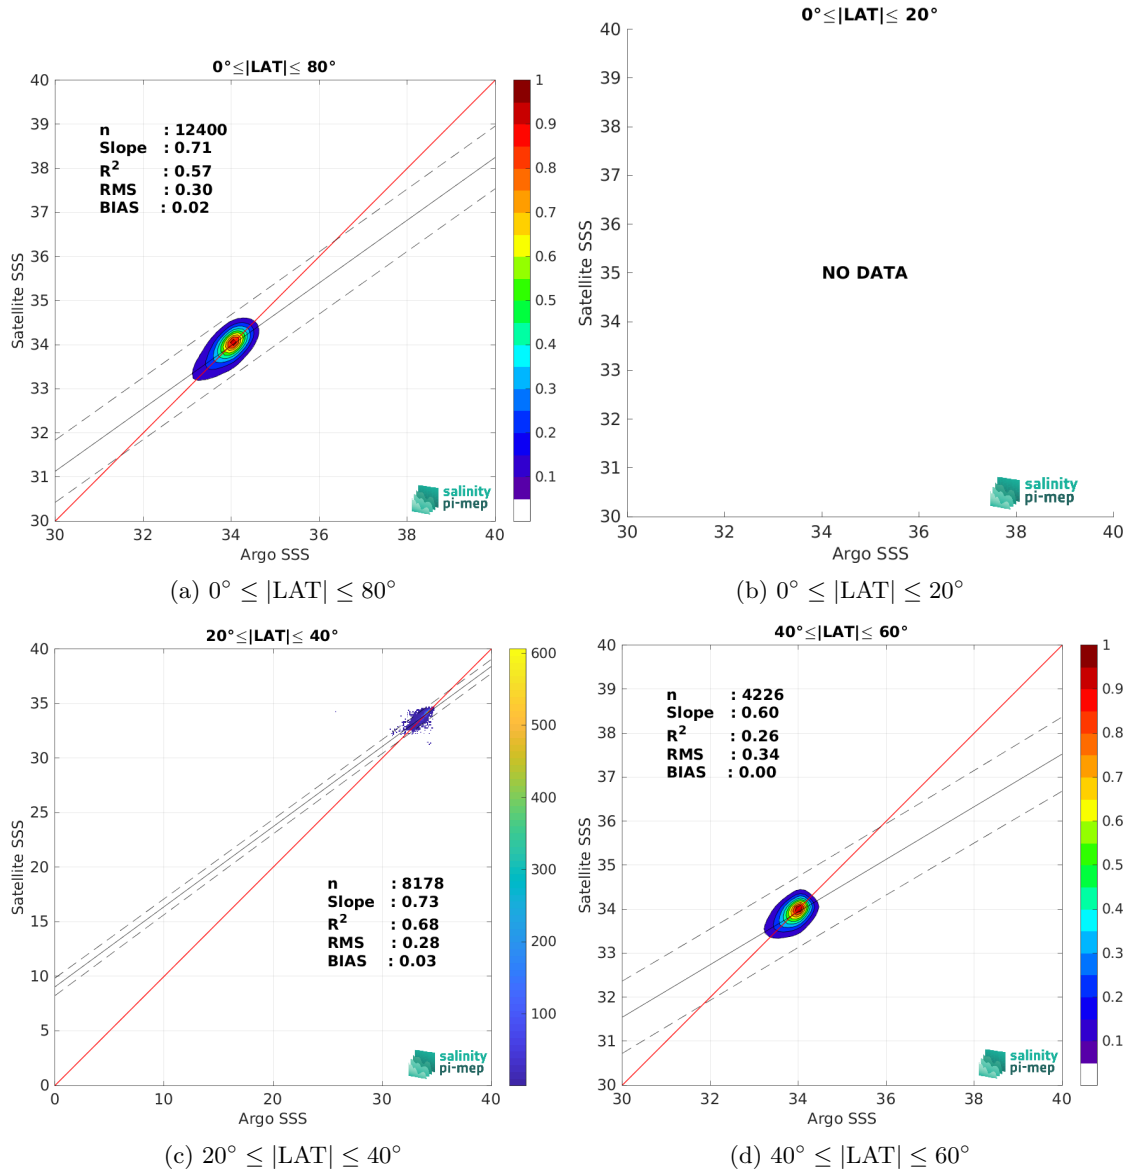 0°≤|LAT|≤ 80°
40
39
38
37
36
35
34
33
32
31
30
Satellite SSS
n : 12400
Slope : 0.71
R² : 0.57
RMS : 0.30
BIAS : 0.02
salinity
pi-mep
30 32 34 36 38 40
Argo SSS
1
0.9
0.8
0.7
0.6
0.5
0.4
0.3
0.2
0.1
(a) 0° ≤ |LAT| ≤ 80°
0°≤|LAT|≤ 20°
40
39
38
37
36
35
34
33
32
31
30
Satellite SSS
NO DATA
salinity
pi-mep
30 32 34 36 38 40
Argo SSS
(b) 0° ≤ |LAT| ≤ 20°
20°≤|LAT|≤ 40°
40
35
30
25
20
15
10
5
0
Satellite SSS
n : 8178
Slope : 0.73
R² : 0.68
RMS : 0.28
BIAS : 0.03
salinity
pi-mep
0 10 20 30 40
Argo SSS
600
500
400
300
200
100
(c) 20° ≤ |LAT| ≤ 40°
40°≤|LAT|≤ 60°
40
39
38
37
36
35
34
33
32
31
30
Satellite SSS
n : 4226
Slope : 0.60
R² : 0.26
RMS : 0.34
BIAS : 0.00
salinity
pi-mep
30 32 34 36 38 40
Argo SSS
1
0.9
0.8
0.7
0.6
0.5
0.4
0.3
0.2
0.1
(d) 40° ≤ |LAT| ≤ 60°